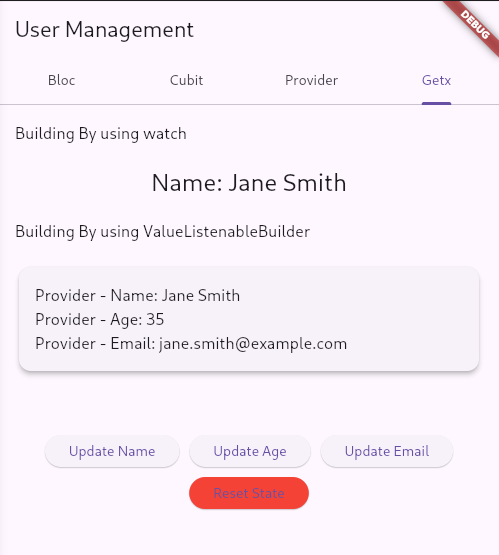 User Management
DEBUG
Bloc Cubit Provider Getx
Building By using watch
Name: Jane Smith
Building By using ValueListenableBuilder
Provider - Name: Jane Smith
Provider - Age: 35
Provider - Email: jane.smith@example.com
Update Name Update Age Update Email
Reset State